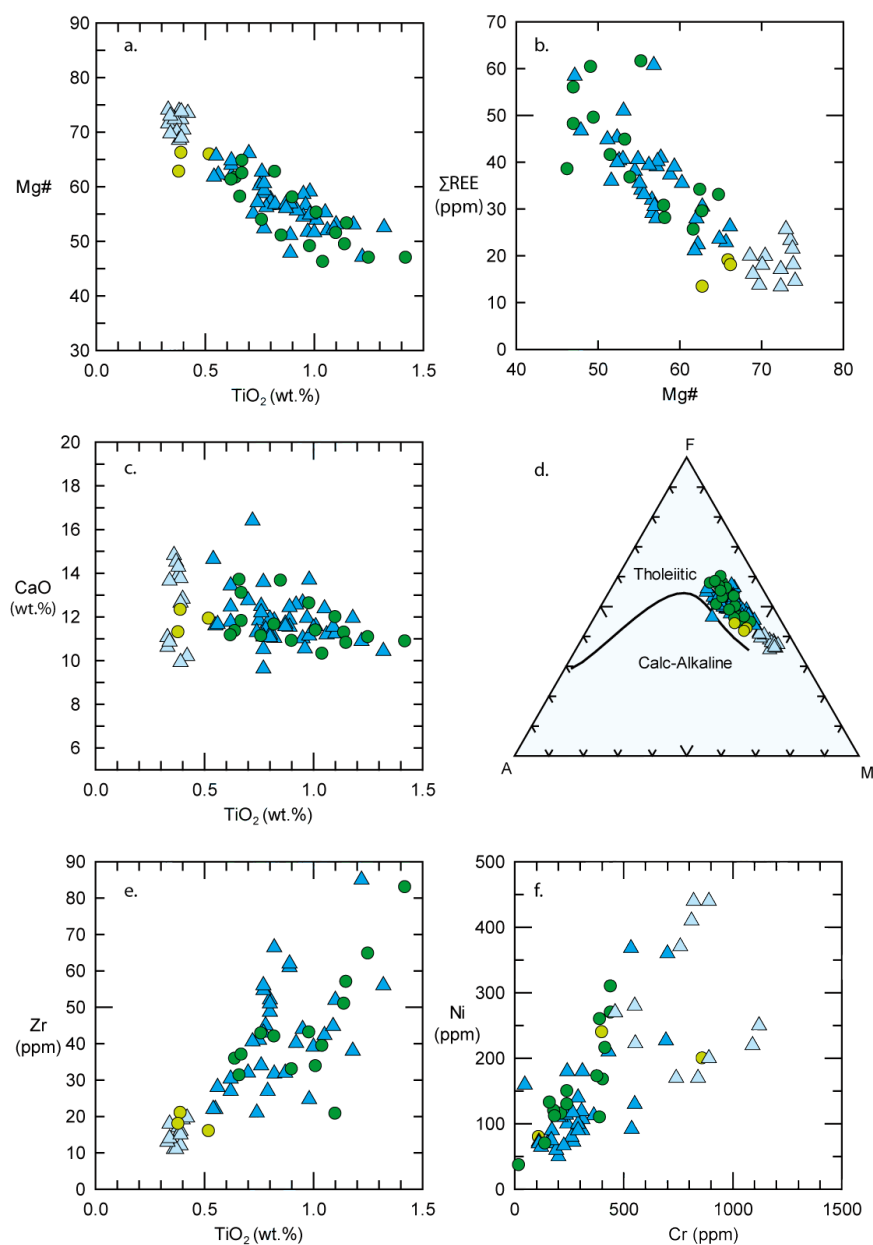 a.
90
80
70
60
50
40
30
Mg#
0.0
0.5
1.0
1.5
TiO2 (wt.%)
b.
70
60
50
40
30
20
10
0
ΣREE
(ppm)
40
50
60
70
80
Mg#
c.
20
18
16
14
12
10
8
6
CaO
(wt.%)
0.0
0.5
1.0
1.5
TiO2 (wt.%)
d.
F
Tholeiitic
Calc-Alkaline
A
M
e.
90
80
70
60
50
40
30
20
10
0
Zr
(ppm)
0.0
0.5
1.0
1.5
TiO2 (wt.%)
f.
500
400
300
200
100
0
Ni
(ppm)
0
500
1000
1500
Cr (ppm)